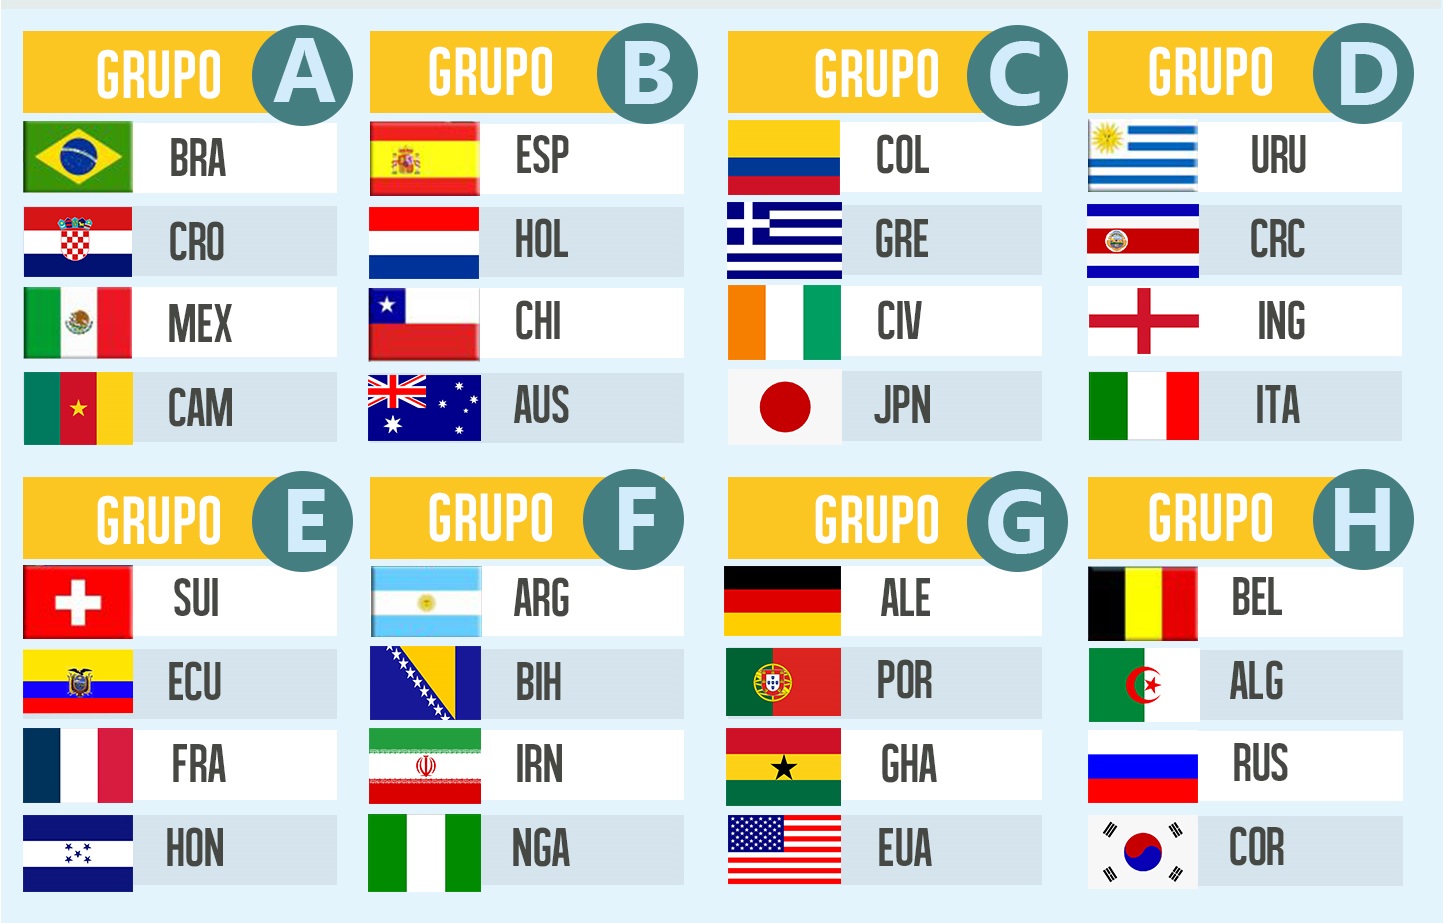 GRUPO A
BRA
CRO
MEX
CAM
GRUPO B
ESP
HOL
CHI
AUS
GRUPO C
COL
GRE
CIV
JPN
GRUPO D
URU
CRC
ING
ITA
GRUPO E
SUI
ECU
FRA
HON
GRUPO F
ARG
BIH
IRN
NGA
GRUPO G
ALE
POR
GHA
EUA
GRUPO H
BEL
ALG
RUS
COR